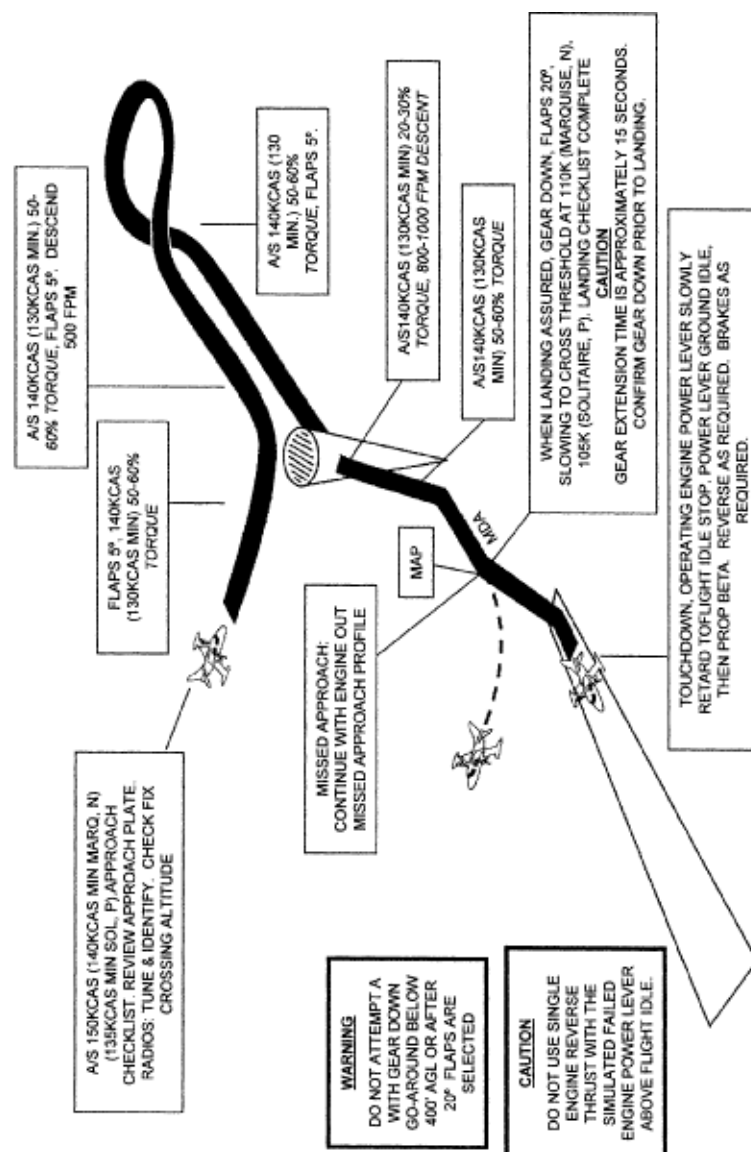 A/S 150KCAS (140KCAS MIN MARQ, N)
(135KCAS MIN SOL, P).APPROACH
CHECKLIST. REVIEW APPROACH PLATE.
RADIOS: TUNE & IDENTIFY. CHECK FIX
CROSSING ALTITUDE
FLAPS 5º, 140KCAS
(130KCAS MIN) 50-60%
TORQUE
A/S 140KCAS (130KCAS MIN.) 50-
60% TORQUE, FLAPS 5º. DESCEND
500 FPM
A/S 140KCAS (130
MIN.) 50-60%
TORQUE, FLAPS 5º.
A/S140KCAS (130KCAS MIN) 20-30%
TORQUE, 800-1000 FPM DESCENT
A/S140KCAS (130KCAS
MIN) 50-60% TORQUE
MISSED APPROACH:
CONTINUE WITH ENGINE OUT
MISSED APPROACH PROFILE
MAP
MDA
WHEN LANDING ASSURED, GEAR DOWN, FLAPS 20º,
SLOWING TO CROSS THRESHOLD AT 110K (MARQUISE, N),
105K (SOLITAIRE, P). LANDING CHECKLIST COMPLETE
CAUTION
GEAR EXTENSION TIME IS APPROXIMATELY 15 SECONDS.
CONFIRM GEAR DOWN PRIOR TO LANDING.
WARNING
DO NOT ATTEMPT A
WITH GEAR DOWN
GO-AROUND BELOW
400' AGL OR AFTER
20º FLAPS ARE
SELECTED
CAUTION
DO NOT USE SINGLE
ENGINE REVERSE
THRUST WITH THE
SIMULATED FAILED
ENGINE POWER LEVER
ABOVE FLIGHT IDLE.
TOUCHDOWN, OPERATING ENGINE POWER LEVER SLOWLY
RETARD TOFLIGHT IDLE STOP, POWER LEVER GROUND IDLE,
THEN PROP BETA. REVERSE AS REQUIRED. BRAKES AS
REQUIRED.